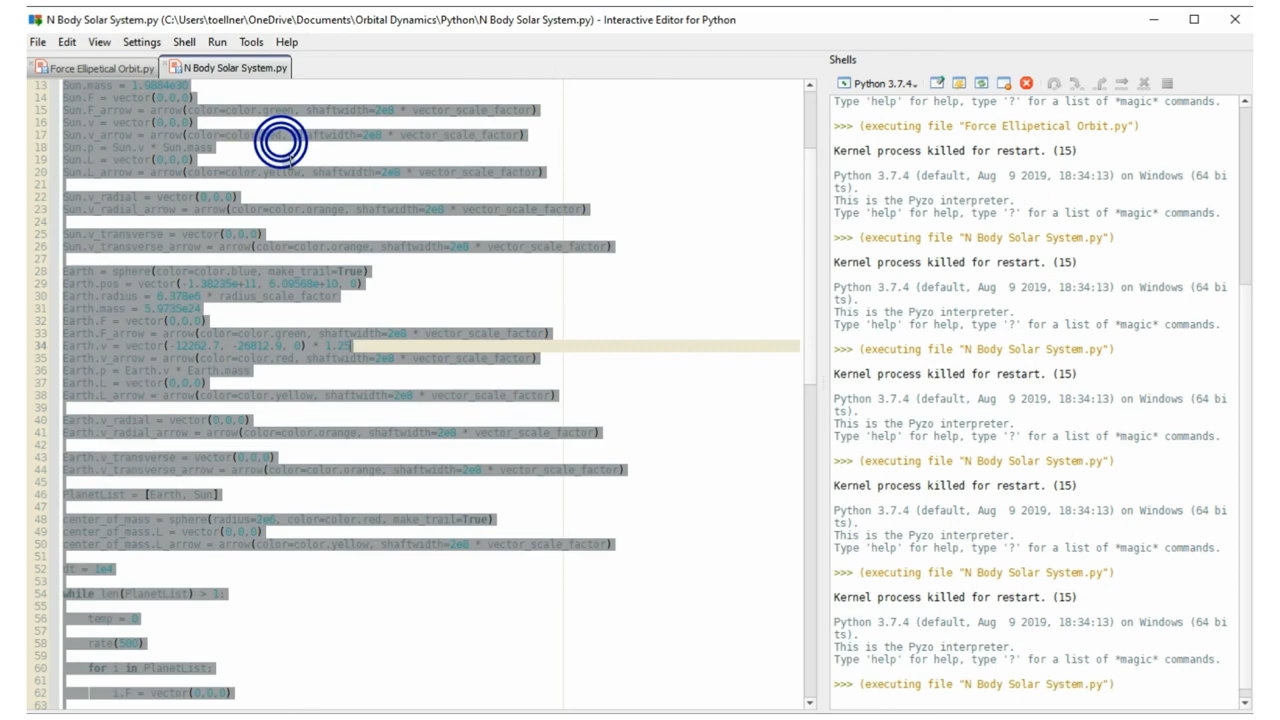 N Body Solar System.py (C:\Users\toellner\OneDrive\Documents\Orbital Dynamics\Python\N Body Solar System.py) - Interactive Editor for Python
File Edit View Settings Shell Run Tools Help
Force Ellipetical Orbit.py N Body Solar System.py
13 Sun.mass = 1.9884e30
14 Sun.F = vector(0,0,0)
15 Sun.F_arrow = arrow(color=color.green, shaftwidth=2e8 * vector_scale_factor)
16 Sun.v = vector(0,0,0)
17 Sun.v_arrow = arrow(color=color.red, shaftwidth=2e8 * vector_scale_factor)
18 Sun.p = Sun.v * Sun.mass
19 Sun.L = vector(0,0,0)
20 Sun.L_arrow = arrow(color=color.yellow, shaftwidth=2e8 * vector_scale_factor)
21
22 Sun.v_radial = vector(0,0,0)
23 Sun.v_radial_arrow = arrow(color=color.orange, shaftwidth=2e8 * vector_scale_factor)
24
25 Sun.v_transverse = vector(0,0,0)
26 Sun.v_transverse_arrow = arrow(color=color.orange, shaftwidth=2e8 * vector_scale_factor)
27
28 Earth = sphere(color=color.blue, make_trail=True)
29 Earth.pos = vector(-1.38235e+11, 6.09568e+10, 0)
30 Earth.radius = 6.378e6 * radius_scale_factor
31 Earth.mass = 5.9735e24
32 Earth.F = vector(0,0,0)
33 Earth.F_arrow = arrow(color=color.green, shaftwidth=2e8 * vector_scale_factor)
34 Earth.v = vector(-12262.7, -26812.9, 0) * 1.25
35 Earth.v_arrow = arrow(color=color.red, shaftwidth=2e8 * vector_scale_factor)
36 Earth.p = Earth.v * Earth.mass
37 Earth.L = vector(0,0,0)
38 Earth.L_arrow = arrow(color=color.yellow, shaftwidth=2e8 * vector_scale_factor)
39
40 Earth.v_radial = vector(0,0,0)
41 Earth.v_radial_arrow = arrow(color=color.orange, shaftwidth=2e8 * vector_scale_factor)
42
43 Earth.v_transverse = vector(0,0,0)
44 Earth.v_transverse_arrow = arrow(color=color.orange, shaftwidth=2e8 * vector_scale_factor)
45
46 PlanetList = [Earth, Sun]
47
48 center_of_mass = sphere(radius=2e6, color=color.red, make_trail=True)
49 center_of_mass.L = vector(0,0,0)
50 center_of_mass.L_arrow = arrow(color=color.yellow, shaftwidth=2e8 * vector_scale_factor)
51
52 dt = 1e4
53
54 while len(PlanetList) > 1:
55
56 temp = 0
57
58 rate(500)
59
60 for i in PlanetList:
61
62 i.F = vector(0,0,0)
63
Shells
Python 3.7.4
Type 'help' for help, type '?' for a list of *magic* commands.
>>> (executing file "Force Ellipetical Orbit.py")
Kernel process killed for restart. (15)
Python 3.7.4 (default, Aug 9 2019, 18:34:13) on Windows (64 bi
ts).
This is the Pyzo interpreter.
Type 'help' for help, type '?' for a list of *magic* commands.
>>> (executing file "N Body Solar System.py")
Kernel process killed for restart. (15)
Python 3.7.4 (default, Aug 9 2019, 18:34:13) on Windows (64 bi
ts).
This is the Pyzo interpreter.
Type 'help' for help, type '?' for a list of *magic* commands.
>>> (executing file "N Body Solar System.py")
Kernel process killed for restart. (15)
Python 3.7.4 (default, Aug 9 2019, 18:34:13) on Windows (64 bi
ts).
This is the Pyzo interpreter.
Type 'help' for help, type '?' for a list of *magic* commands.
>>> (executing file "N Body Solar System.py")
Kernel process killed for restart. (15)
Python 3.7.4 (default, Aug 9 2019, 18:34:13) on Windows (64 bi
ts).
This is the Pyzo interpreter.
Type 'help' for help, type '?' for a list of *magic* commands.
>>> (executing file "N Body Solar System.py")
Kernel process killed for restart. (15)
Python 3.7.4 (default, Aug 9 2019, 18:34:13) on Windows (64 bi
ts).
This is the Pyzo interpreter.
Type 'help' for help, type '?' for a list of *magic* commands.
>>> (executing file "N Body Solar System.py")